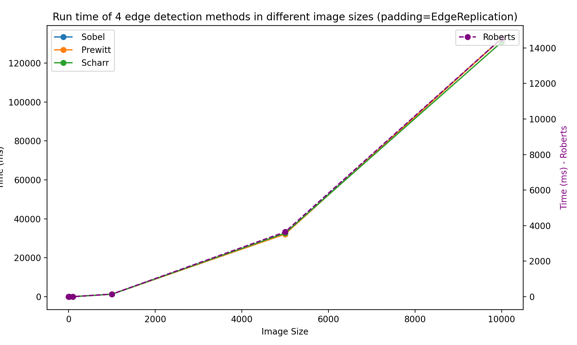 Run time of 4 edge detection methods in different image sizes (padding=EdgeReplication)
Sobel
Prewitt
Scharr
Roberts
120000
100000
80000
60000
40000
20000
0
(ms)
14000
12000
10000
8000
6000
4000
2000
0
Time (ms) - Roberts
0
2000
4000
6000
8000
10000
Image Size